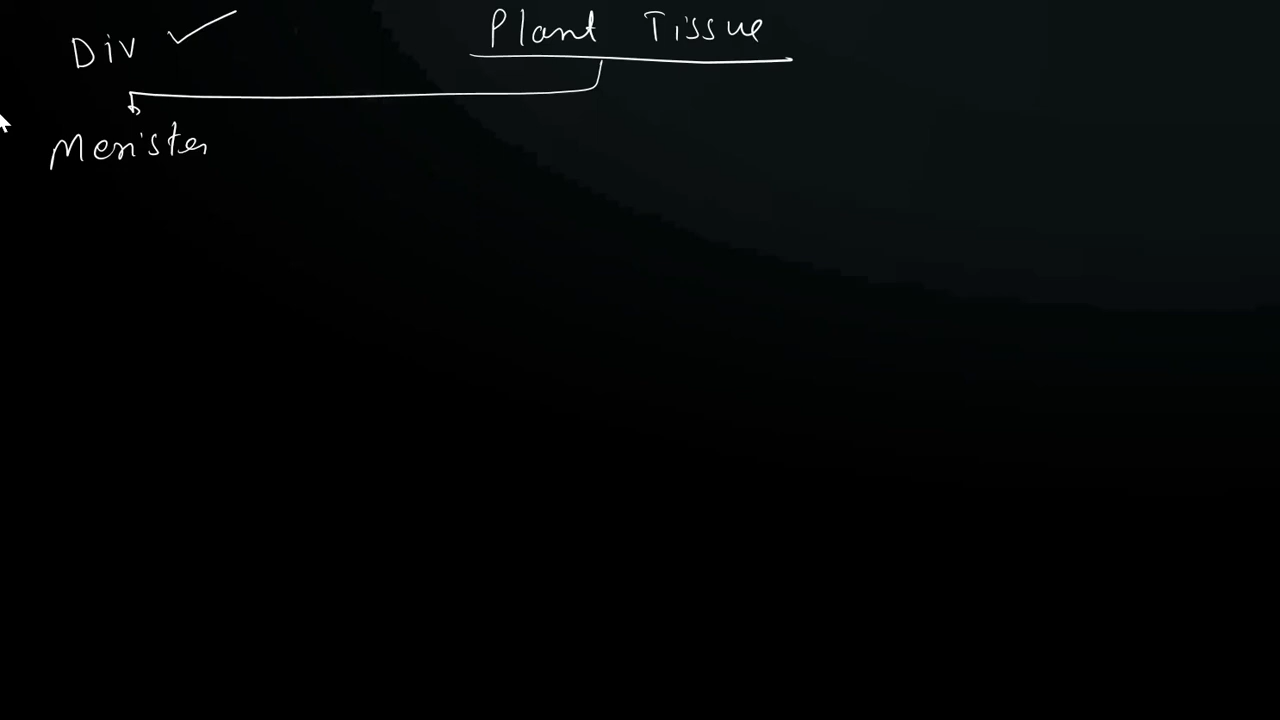 Plant Tissue
Div ✓
Meriste